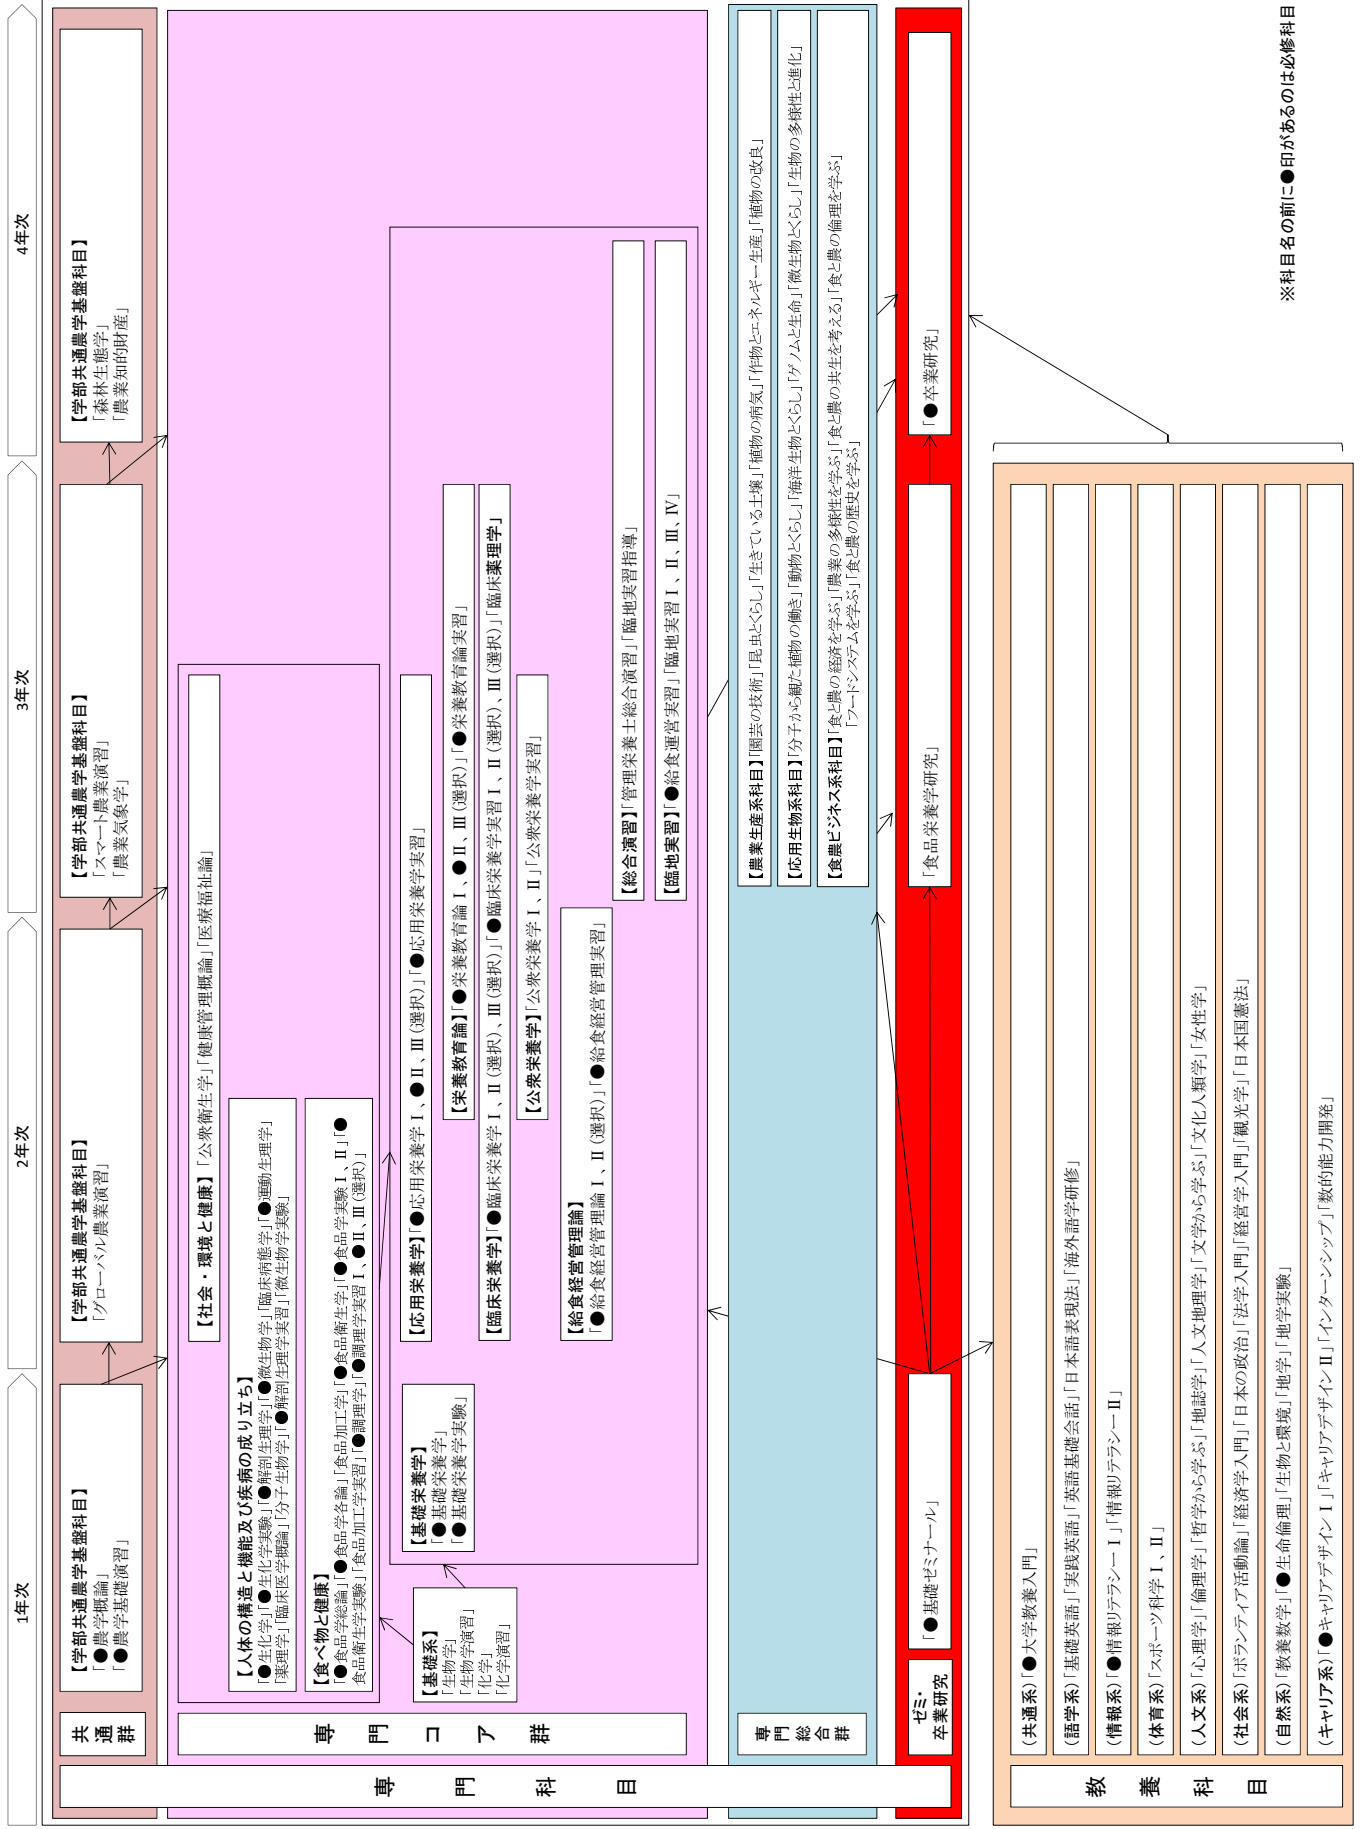 1年次
2年次
3年次
4年次
専門科目
共通群
【学部共通農学基盤科目】
「●農学概論」
「●農学基礎演習」
【学部共通農学基盤科目】
「グローバル農業演習」
【学部共通農学基盤科目】
「スマート農業演習」
「農業気象学」
【学部共通農学基盤科目】
「森林生態学」
「農業知的財産」
専門コア群
【社会・環境と健康】「公衆衛生学」「健康管理概論」「医療福祉論」
【人体の構造と機能及び疾病の成り立ち】
「●生化学」「●生化学実験」「●解剖生理学」「●微生物学」「臨床病態学」「●運動生理学」
「薬理学」「臨床医学概論」「分子生物学」「●解剖生理学実習」「微生物学実験」
【食べ物と健康】
「●食品学総論」「●食品学各論」「食品加工学」「●食品衛生学」「●食品学実験Ⅰ、Ⅱ」「●
食品衛生学実験」「食品加工学実習」「●調理学」「●調理学実習Ⅰ、●Ⅱ、Ⅲ（選択）」
【基礎系】
「生物学」
「生物学演習」
「化学」
「化学演習」
【基礎栄養学】
「●基礎栄養学」
「●基礎栄養学実験」
【応用栄養学】「●応用栄養学Ⅰ、●Ⅱ、Ⅲ（選択）」「●応用栄養学実習」
【栄養教育論】「●栄養教育論Ⅰ、●Ⅱ、Ⅲ（選択）」「●栄養教育論実習」
【臨床栄養学】「●臨床栄養学Ⅰ、Ⅱ（選択）、Ⅲ（選択）」「●臨床栄養学実習Ⅰ、Ⅱ（選択）、Ⅲ（選択）」「臨床薬理学」
【公衆栄養学】「公衆栄養学Ⅰ、Ⅱ」「公衆栄養学実習」
【給食経営管理論】
「●給食経営管理論Ⅰ、Ⅱ（選択）」「●給食経営管理実習」
【総合演習】「管理栄養士総合演習」「臨地実習指導」
【臨地実習】「●給食運営実習」「臨地実習Ⅰ、Ⅱ、Ⅲ、Ⅳ」
専門総合群
【農業生産系科目】「園芸の技術」「昆虫とくらし」「生きている土壌」「植物の病気」「作物とエネルギー生産」「植物の改良」
【応用生物系科目】「分子から観た植物の働き」「動物とくらし」「海洋生物とくらし」「ゲノムと生命」「微生物とくらし」「生物の多様性と進化」
【食農ビジネス系科目】「食と農の経済を学ぶ」「農業の多様性を学ぶ」「食と農の共生を考える」「食と農の倫理を学ぶ」
「フードシステムを学ぶ」「食と農の歴史を学ぶ」
ゼミ・
卒業研究
「●基礎ゼミナール」
「食品栄養学研究」
「●卒業研究」
教養科目
（共通系）「●大学教養入門」
（語学系）「基礎英語」「実践英語」「英語基礎会話」「日本語表現法」「海外語学研修」
（情報系）「●情報リテラシーⅠ」「情報リテラシーⅡ」
（体育系）「スポーツ科学Ⅰ、Ⅱ」
（人文系）「心理学」「倫理学」「哲学から学ぶ」「地誌学」「人文地理学」「文学から学ぶ」「文化人類学」「女性学」
（社会系）「ボランティア活動論」「経済学入門」「日本の政治」「法学入門」「経営学入門」「観光学」「日本国憲法」
（自然系）「教養数学」「●生命倫理」「生物と環境」「地学」「地学実験」
（キャリア系）「●キャリアデザインⅠ」「キャリアデザインⅡ」「インターンシップ」「数的能力開発」
※科目名の前に●印があるのは必修科目